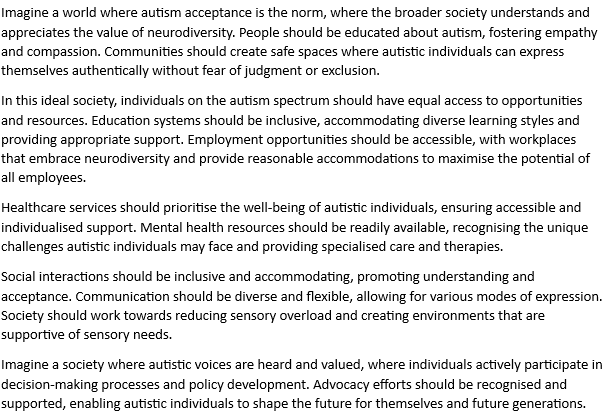 Imagine a world where autism acceptance is the norm, where the broader society understands and
appreciates the value of neurodiversity. People should be educated about autism, fostering empathy
and compassion. Communities should create safe spaces where autistic individuals can express
themselves authentically without fear of judgment or exclusion.
In this ideal society, individuals on the autism spectrum should have equal access to opportunities
and resources. Education systems should be inclusive, accommodating diverse learning styles and
providing appropriate support. Employment opportunities should be accessible, with workplaces
that embrace neurodiversity and provide reasonable accommodations to maximise the potential of
all employees.
Healthcare services should prioritise the well-being of autistic individuals, ensuring accessible and
individualised support. Mental health resources should be readily available, recognising the unique
challenges autistic individuals may face and providing specialised care and therapies.
Social interactions should be inclusive and accommodating, promoting understanding and
acceptance. Communication should be diverse and flexible, allowing for various modes of expression.
Society should work towards reducing sensory overload and creating environments that are
supportive of sensory needs.
Imagine a society where autistic voices are heard and valued, where individuals actively participate in
decision-making processes and policy development. Advocacy efforts should be recognised and
supported, enabling autistic individuals to shape the future for themselves and future generations.